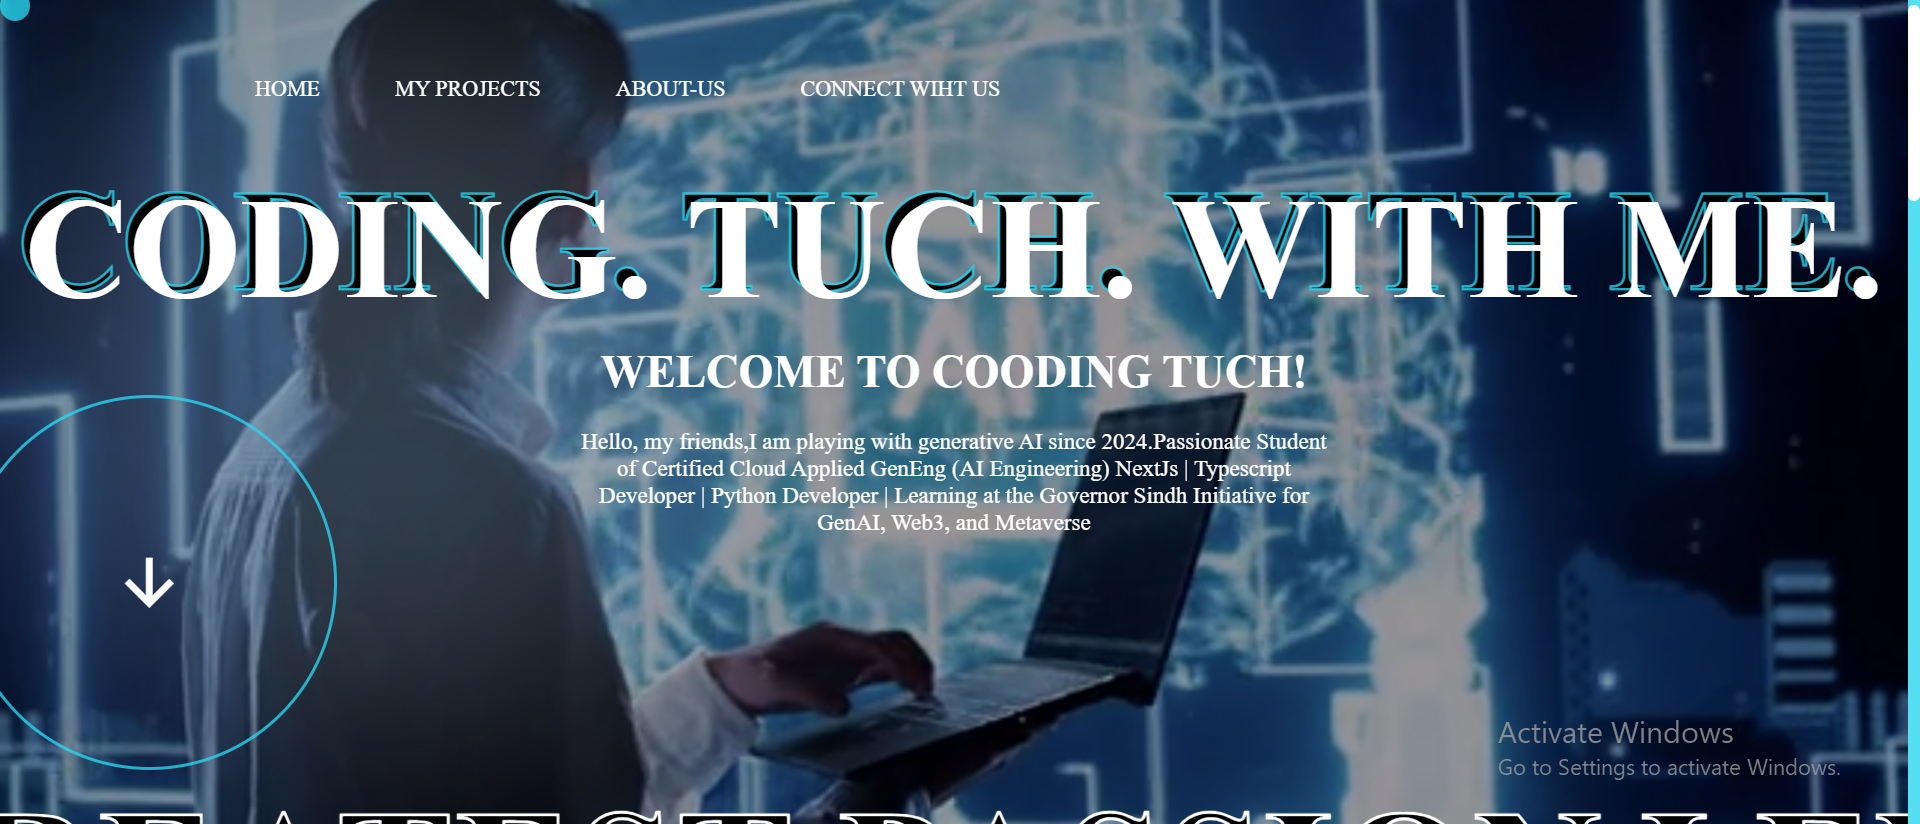 HOME MY PROJECTS ABOUT-US CONNECT WIHT US
CODING. TUCH. WITH ME.
WELCOME TO COODING TUCH!
Hello, my friends,I am playing with generative AI since 2024.Passionate Student
of Certified Cloud Applied GenEng (AI Engineering) NextJs | Typescript
Developer | Python Developer | Learning at the Governor Sindh Initiative for
GenAI, Web3, and Metaverse
Activate Windows
Go to Settings to activate Windows.